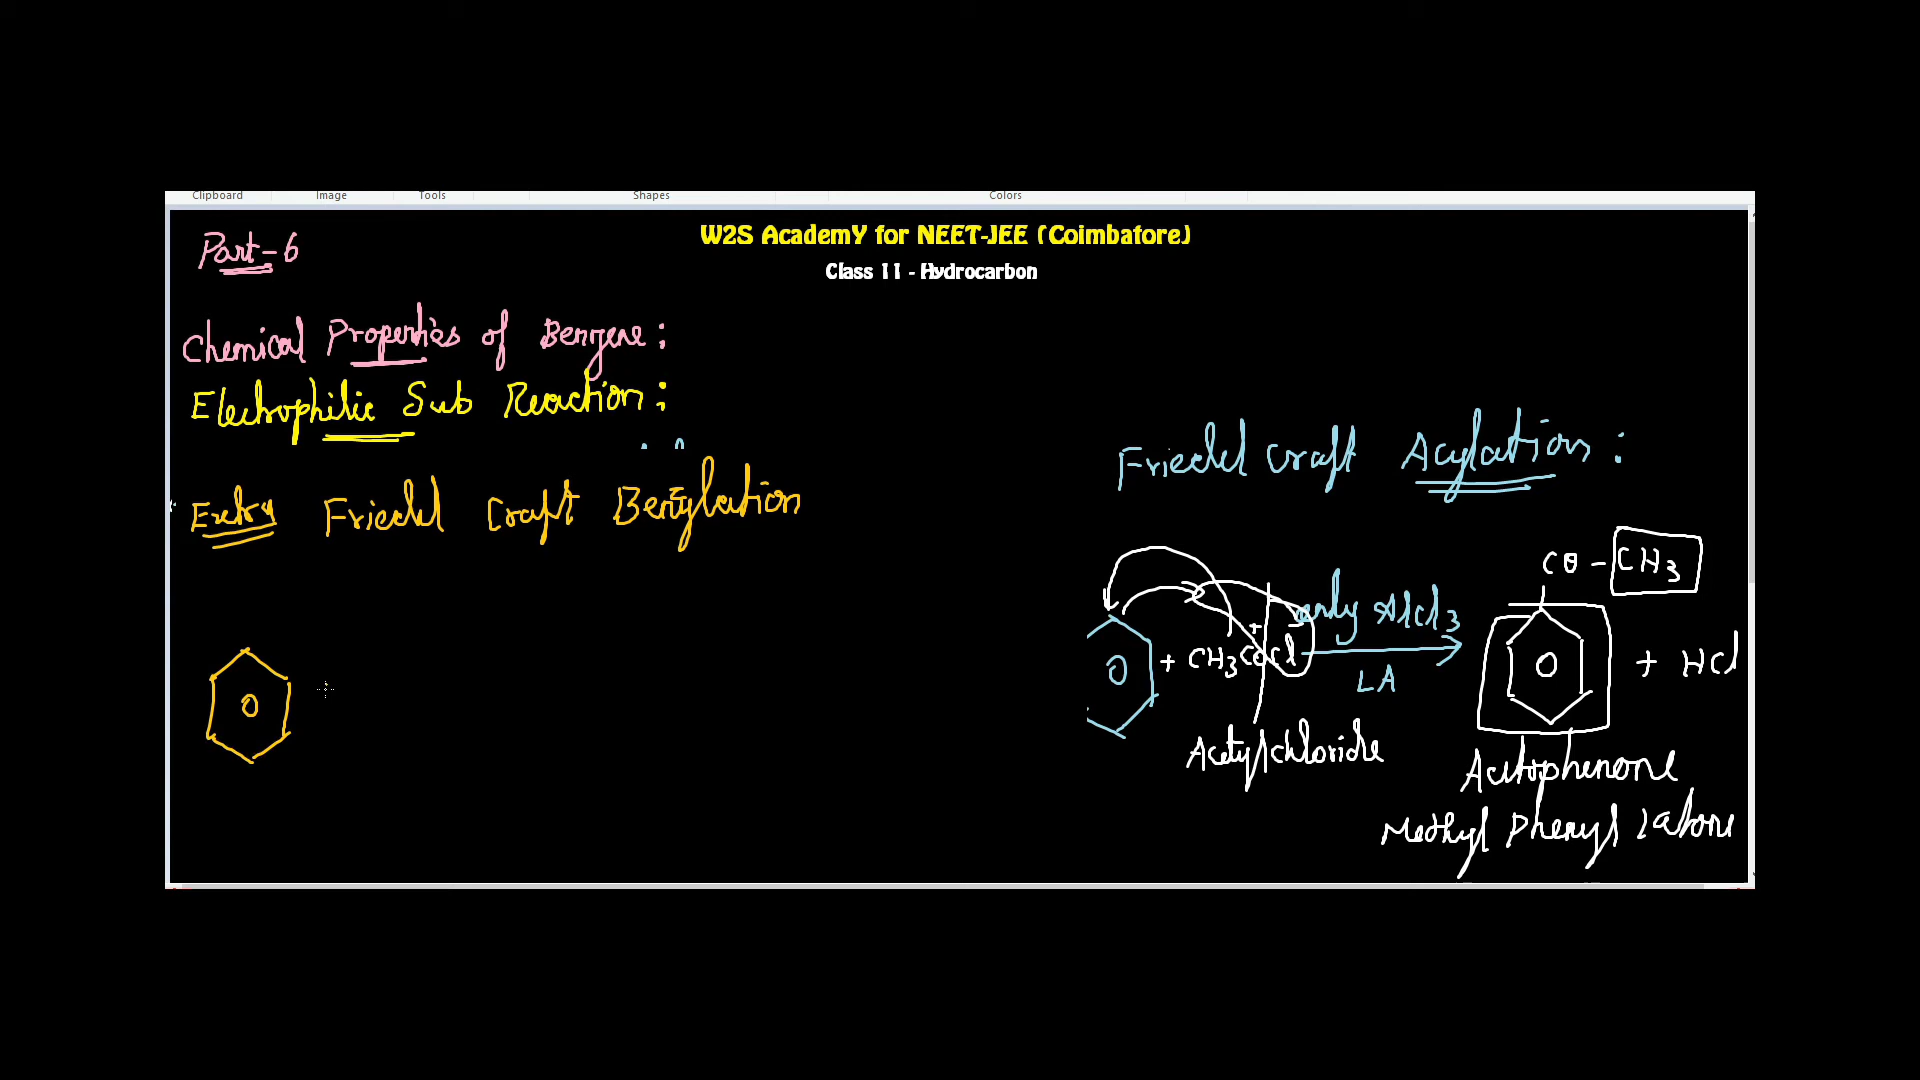 Clipboard Image Tools Shapes Colors
W2S AcademY for NEET-JEE (Coimbatore)
Class 11 - Hydrocarbon
Part-6
Chemical Properties of Benzene:
Electrophilic Sub Reaction:
Extra Friedel Craft Benzylation
Friedel Craft Acylation:
CO-CH3
+ CH3COCl only AlCl3 + HCl
LA
Acetylchloride
Acetophenone
Methyl Phenyl Ketone